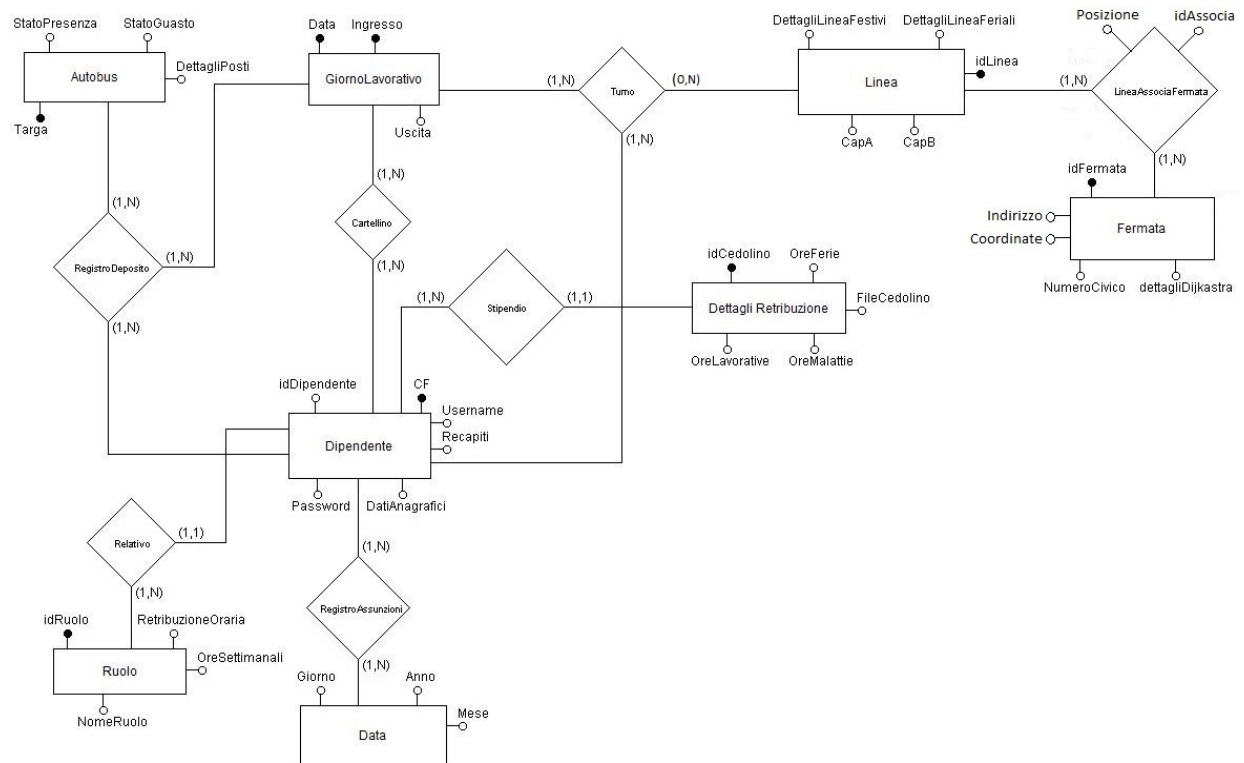 StatoPresenza
StatoGuasto
Autobus
DettagliPosti
Targa
Data
Ingresso
GiornoLavorativo
Uscita
(1,N)
Turno
(0,N)
(1,N)
DettagliLineaFestivi
DettagliLineaFeriali
idLinea
Linea
CapA
CapB
Posizione
idAssocia
(1,N)
LineaAssociaFermata
(1,N)
idFermata
Indirizzo
Coordinate
Fermata
NumeroCivico
dettagliDijkastra
(1,N)
RegistroDeposito
(1,N)
(1,N)
(1,N)
Cartellino
(1,N)
(1,N)
Stipendio
(1,1)
idCedolino
OreFerie
Dettagli Retribuzione
FileCedolino
OreLavorative
OreMalattie
idDipendente
CF
Username
Recapiti
Dipendente
Password
DatiAnagrafici
Relativo
(1,1)
(1,N)
idRuolo
RetribuzioneOraria
OreSettimanali
Ruolo
NomeRuolo
(1,N)
RegistroAssunzioni
(1,N)
Giorno
Anno
Mese
Data